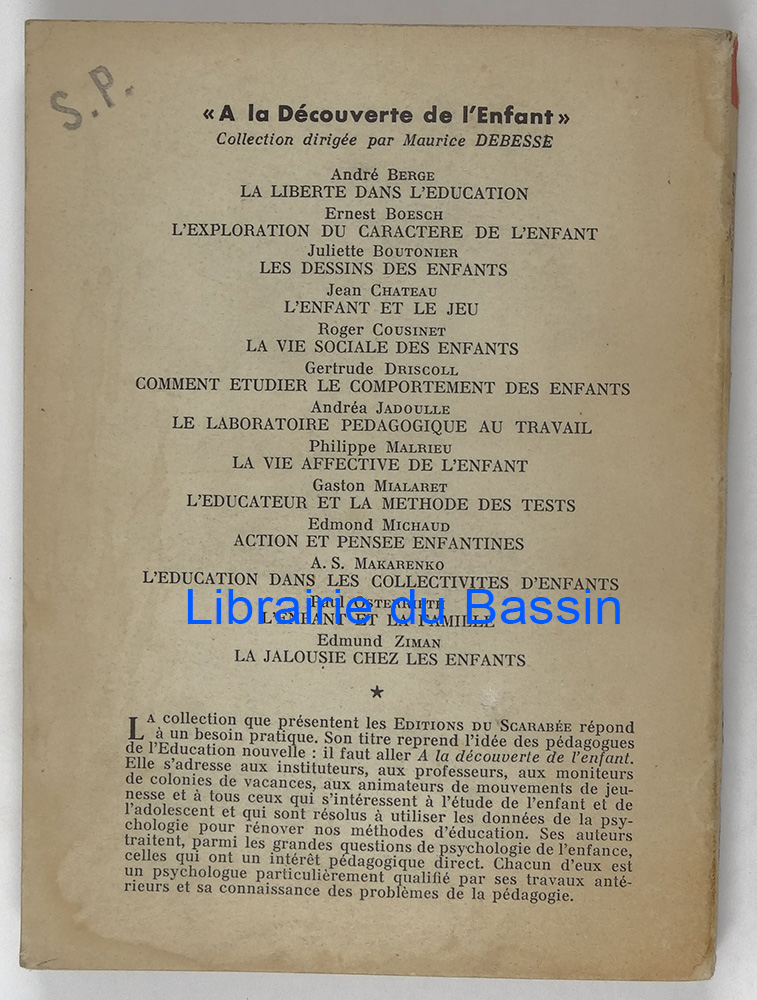 S.P.
« A la Découverte de l'Enfant »
Collection dirigée par Maurice DEBESSE
André BERGE
LA LIBERTE DANS L'EDUCATION
Ernest BOESCH
L'EXPLORATION DU CARACTERE DE L'ENFANT
Juliette BOUTONIER
LES DESSINS DES ENFANTS
Jean CHATEAU
L'ENFANT ET LE JEU
Roger COUSINET
LA VIE SOCIALE DES ENFANTS
Gertrude DRISCOLL
COMMENT ETUDIER LE COMPORTEMENT DES ENFANTS
Andréa JADOULLE
LE LABORATOIRE PEDAGOGIQUE AU TRAVAIL
Philippe MALRIEU
LA VIE AFFECTIVE DE L'ENFANT
Gaston MIALARET
L'EDUCATEUR ET LA METHODE DES TESTS
Edmond MICHAUD
ACTION ET PENSEE ENFANTINES
A. S. MAKARENKO
L'EDUCATION DANS LES COLLECTIVITES D'ENFANTS
Librairie du Bassin
Paul OSTERRIETH
L'ENFANT ET LA FAMILLE
Edmund ZIMAN
LA JALOUSIE CHEZ LES ENFANTS
★
LA collection que présentent les EDITIONS DU SCARABÉE répond
à un besoin pratique. Son titre reprend l'idée des pédagogues
de l'Education nouvelle : il faut aller A la découverte de l'enfant.
Elle s'adresse aux instituteurs, aux professeurs, aux moniteurs
de colonies de vacances, aux animateurs de mouvements de jeu-
nesse et à tous ceux qui s'intéressent à l'étude de l'enfant et de
l'adolescent et qui sont résolus à utiliser les données de la psy-
chologie pour rénover nos méthodes d'éducation. Ses auteurs
traitent, parmi les grandes questions de psychologie de l'enfance,
celles qui ont un intérêt pédagogique direct. Chacun d'eux est
un psychologue particulièrement qualifié par ses travaux anté-
rieurs et sa connaissance des problèmes de la pédagogie.